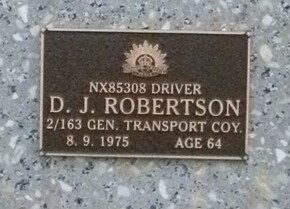 NX85308 DRIVER
D. J. ROBERTSON
2/163 GEN. TRANSPORT COY.
8. 9. 1975 AGE 64